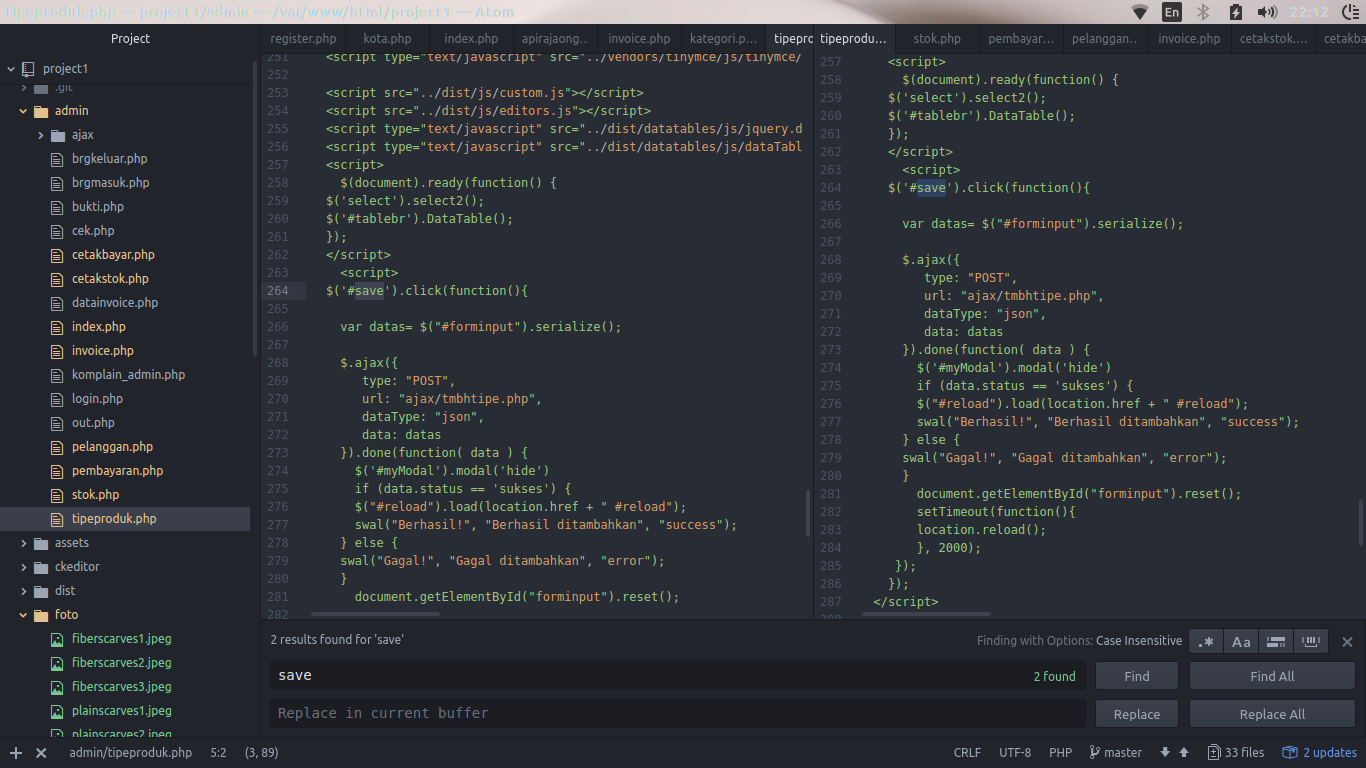 tipeproduk.php — project1/admin — /var/www/html/project1 — Atom
En
22:12
Project
project1
.git
admin
ajax
brgkeluar.php
brgmasuk.php
bukti.php
cek.php
cetakbayar.php
cetakstok.php
datainvoice.php
index.php
invoice.php
komplain_admin.php
login.php
out.php
pelanggan.php
pembayaran.php
stok.php
tipeproduk.php
assets
ckeditor
dist
foto
fiberscarves1.jpeg
fiberscarves2.jpeg
fiberscarves3.jpeg
plainscarves1.jpeg
plainscarves2.jpeg
register.php kota.php index.php apirajaong… invoice.php kategori.p… tipepro
251 <script type="text/javascript" src="../vendors/tinymce/js/tinymce/
252
253 <script src="../dist/js/custom.js"></script>
254 <script src="../dist/js/editors.js"></script>
255 <script type="text/javascript" src="../dist/datatables/js/jquery.d
256 <script type="text/javascript" src="../dist/datatables/js/dataTabl
257 <script>
258 $(document).ready(function() {
259 $('select').select2();
260 $('#tablebr').DataTable();
261 });
262 </script>
263 <script>
264 $('#save').click(function(){
265
266 var datas= $("#forminput").serialize();
267
268 $.ajax({
269 type: "POST",
270 url: "ajax/tmbhtipe.php",
271 dataType: "json",
272 data: datas
273 }).done(function( data ) {
274 $('#myModal').modal('hide')
275 if (data.status == 'sukses') {
276 $("#reload").load(location.href + " #reload");
277 swal("Berhasil!", "Berhasil ditambahkan", "success");
278 } else {
279 swal("Gagal!", "Gagal ditambahkan", "error");
280 }
281 document.getElementById("forminput").reset();
282
tipeprodu… stok.php pembayar… pelanggan… invoice.php cetakstok.… cetakba
257 <script>
258 $(document).ready(function() {
259 $('select').select2();
260 $('#tablebr').DataTable();
261 });
262 </script>
263 <script>
264 $('#save').click(function(){
265
266 var datas= $("#forminput").serialize();
267
268 $.ajax({
269 type: "POST",
270 url: "ajax/tmbhtipe.php",
271 dataType: "json",
272 data: datas
273 }).done(function( data ) {
274 $('#myModal').modal('hide')
275 if (data.status == 'sukses') {
276 $("#reload").load(location.href + " #reload");
277 swal("Berhasil!", "Berhasil ditambahkan", "success");
278 } else {
279 swal("Gagal!", "Gagal ditambahkan", "error");
280 }
281 document.getElementById("forminput").reset();
282 setTimeout(function(){
283 location.reload();
284 }, 2000);
285 });
286 });
287 </script>
288
2 results found for 'save'
Finding with Options: Case Insensitive
.* Aa
save
2 found
Find
Find All
Replace in current buffer
Replace
Replace All
admin/tipeproduk.php 5:2 (3, 89)
CRLF UTF-8 PHP master 33 files 2 updates